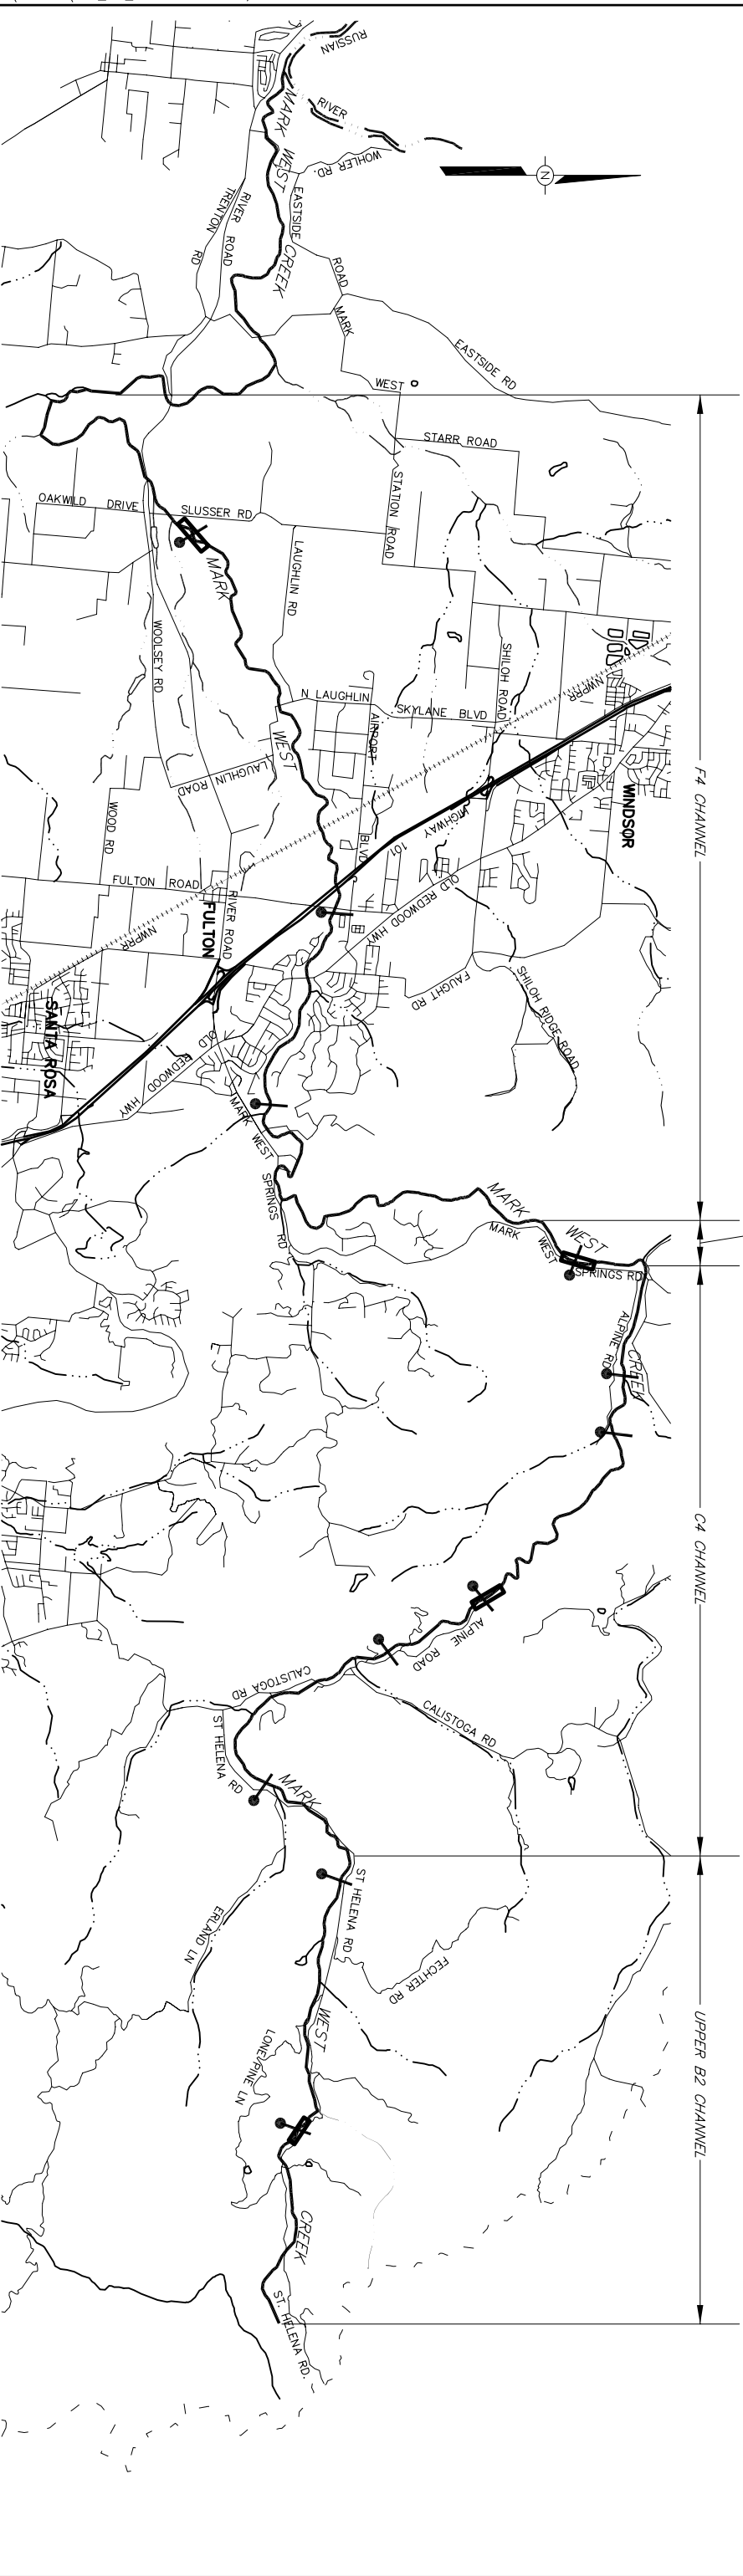 RUSSIAN
RIVER
MARK WEST CREEK
WOHLER RD.
EASTSIDE ROAD
RIVER ROAD
TRENTON RD
MARK WEST STATION ROAD
EASTSIDE RD
STARR ROAD
OAKWILD DRIVE
SLUSSER RD
MARK
LAUGHLIN RD
WOOLSEY RD
SHILOH ROAD
NWPRR
N LAUGHLIN
SKYLANE BLVD
AIRPORT BLVD
WEST
LAUGHLIN ROAD
WINDSOR
HIGHWAY 101
WOOD RD
FULTON ROAD
RIVER ROAD
FULTON
OLD REDWOOD HWY
NWPRR
FAUGHT RD
SHILOH RIDGE ROAD
SANTA ROSA
OLD REDWOOD HWY
MARK WEST SPRINGS RD
F4 CHANNEL
MARK
WEST
MARK WEST SPRINGS RD
ALPINE RD
CREEK
C4 CHANNEL
ALPINE ROAD
CALISTOGA RD
CALISTOGA RD
ST HELENA RD
MARK
ST HELENA RD
ERLAND LN
FECHTER RD
WEST
LONE PINE LN
UPPER B2 CHANNEL
CREEK
ST. HELENA RD.
N